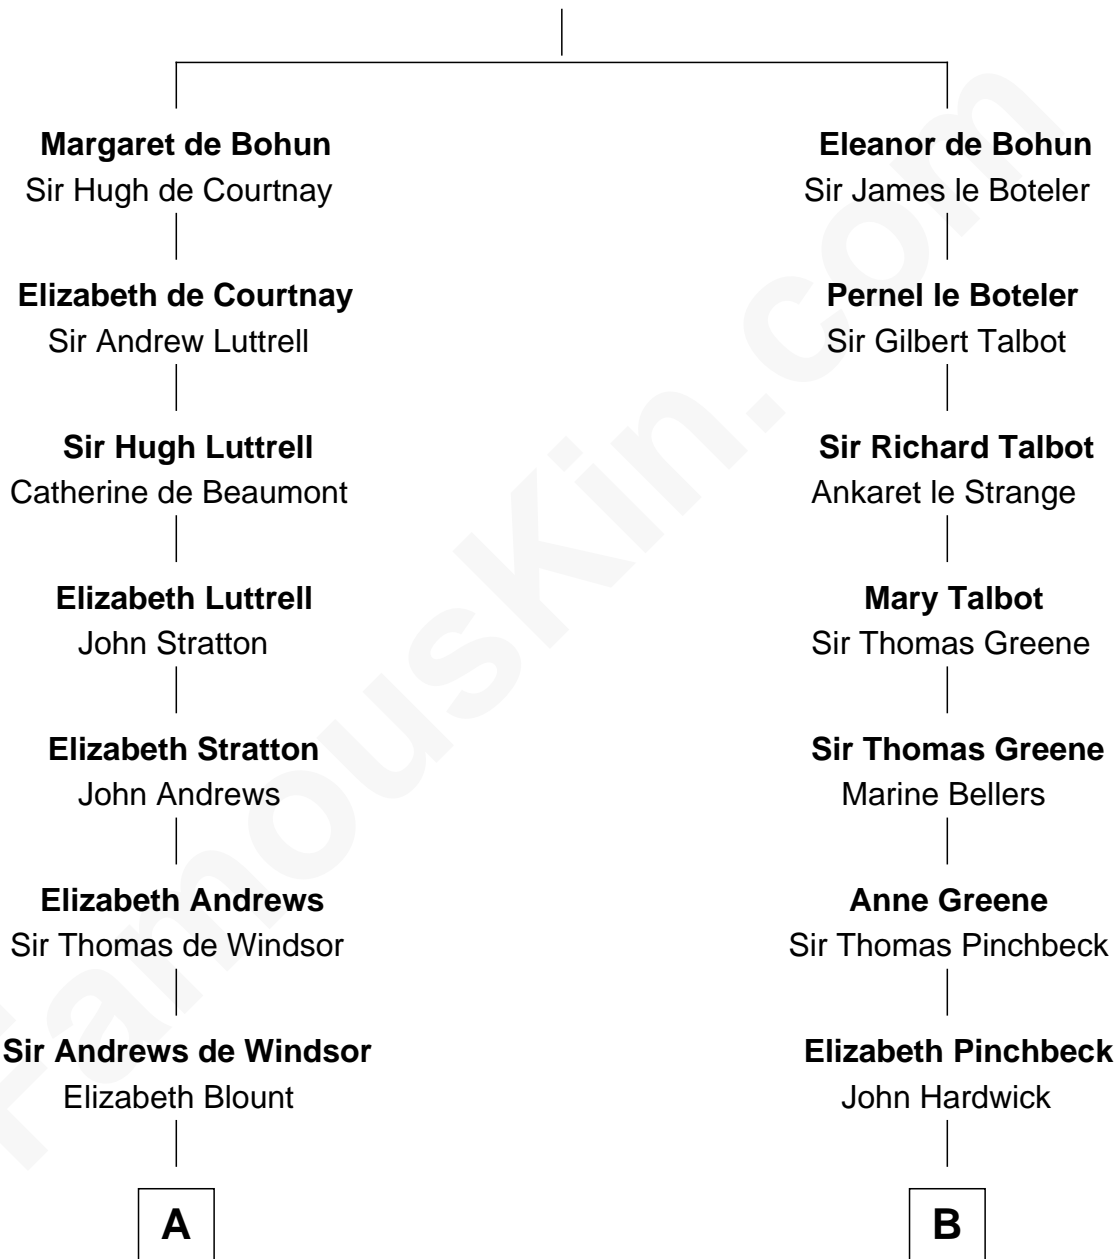 Margaret de Bohun
Sir Hugh de Courtnay
Elizabeth de Courtnay
Sir Andrew Luttrell
Sir Hugh Luttrell
Catherine de Beaumont
Elizabeth Luttrell
John Stratton
Elizabeth Stratton
John Andrews
Elizabeth Andrews
Sir Thomas de Windsor
Sir Andrews de Windsor
Elizabeth Blount
A
Eleanor de Bohun
Sir James le Boteler
Pernel le Boteler
Sir Gilbert Talbot
Sir Richard Talbot
Ankaret le Strange
Mary Talbot
Sir Thomas Greene
Sir Thomas Greene
Marine Bellers
Anne Greene
Sir Thomas Pinchbeck
Elizabeth Pinchbeck
John Hardwick
B
FamousKin.com